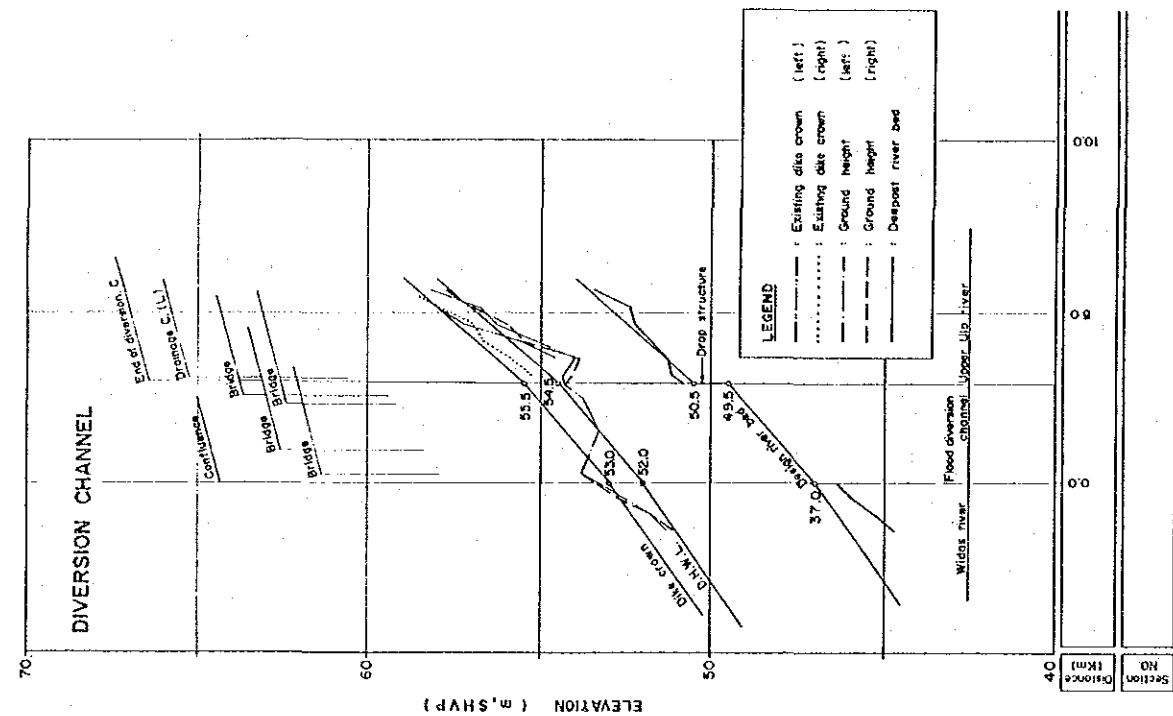 DIVERSION CHANNEL
70
60
50
40
ELEVATION ( m, SHVP )
End of diversion. C
Drainage C. (L)
Bridge
Bridge
Bridge
Bridge
Confluence
55.5
54.5
53.0
52.0
50.5
Drop structure
49.5
37.0
Dike crown
D.H.W.L.
Design river bed
Widas river
Flood diversion
channel
Upper Ulo river
LEGEND
: Existing dike crown (left)
: Existing dike crown (right)
: Ground height (left)
: Ground height (right)
: Deepost river bed
Distance (Km)
0.0
5.0
10.0
Section NO